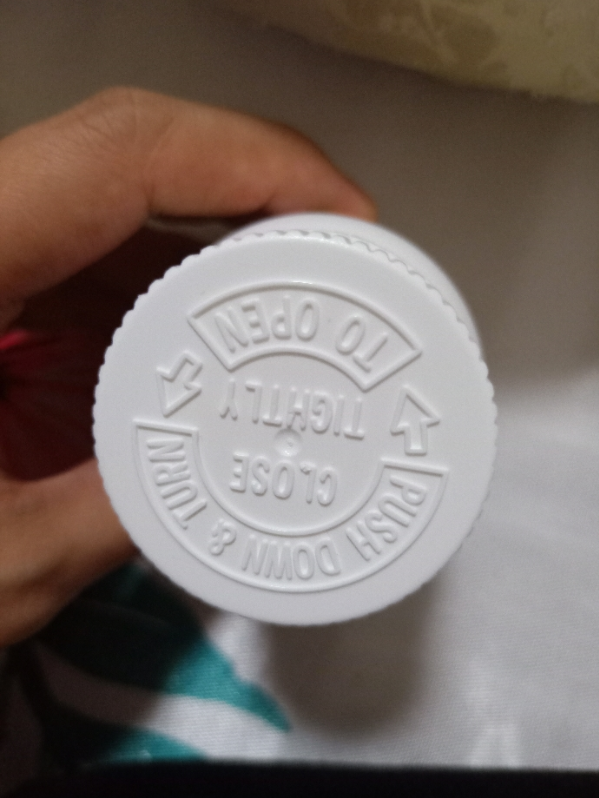 PUSH DOWN & TURN
CLOSE
TIGHTLY
TO OPEN